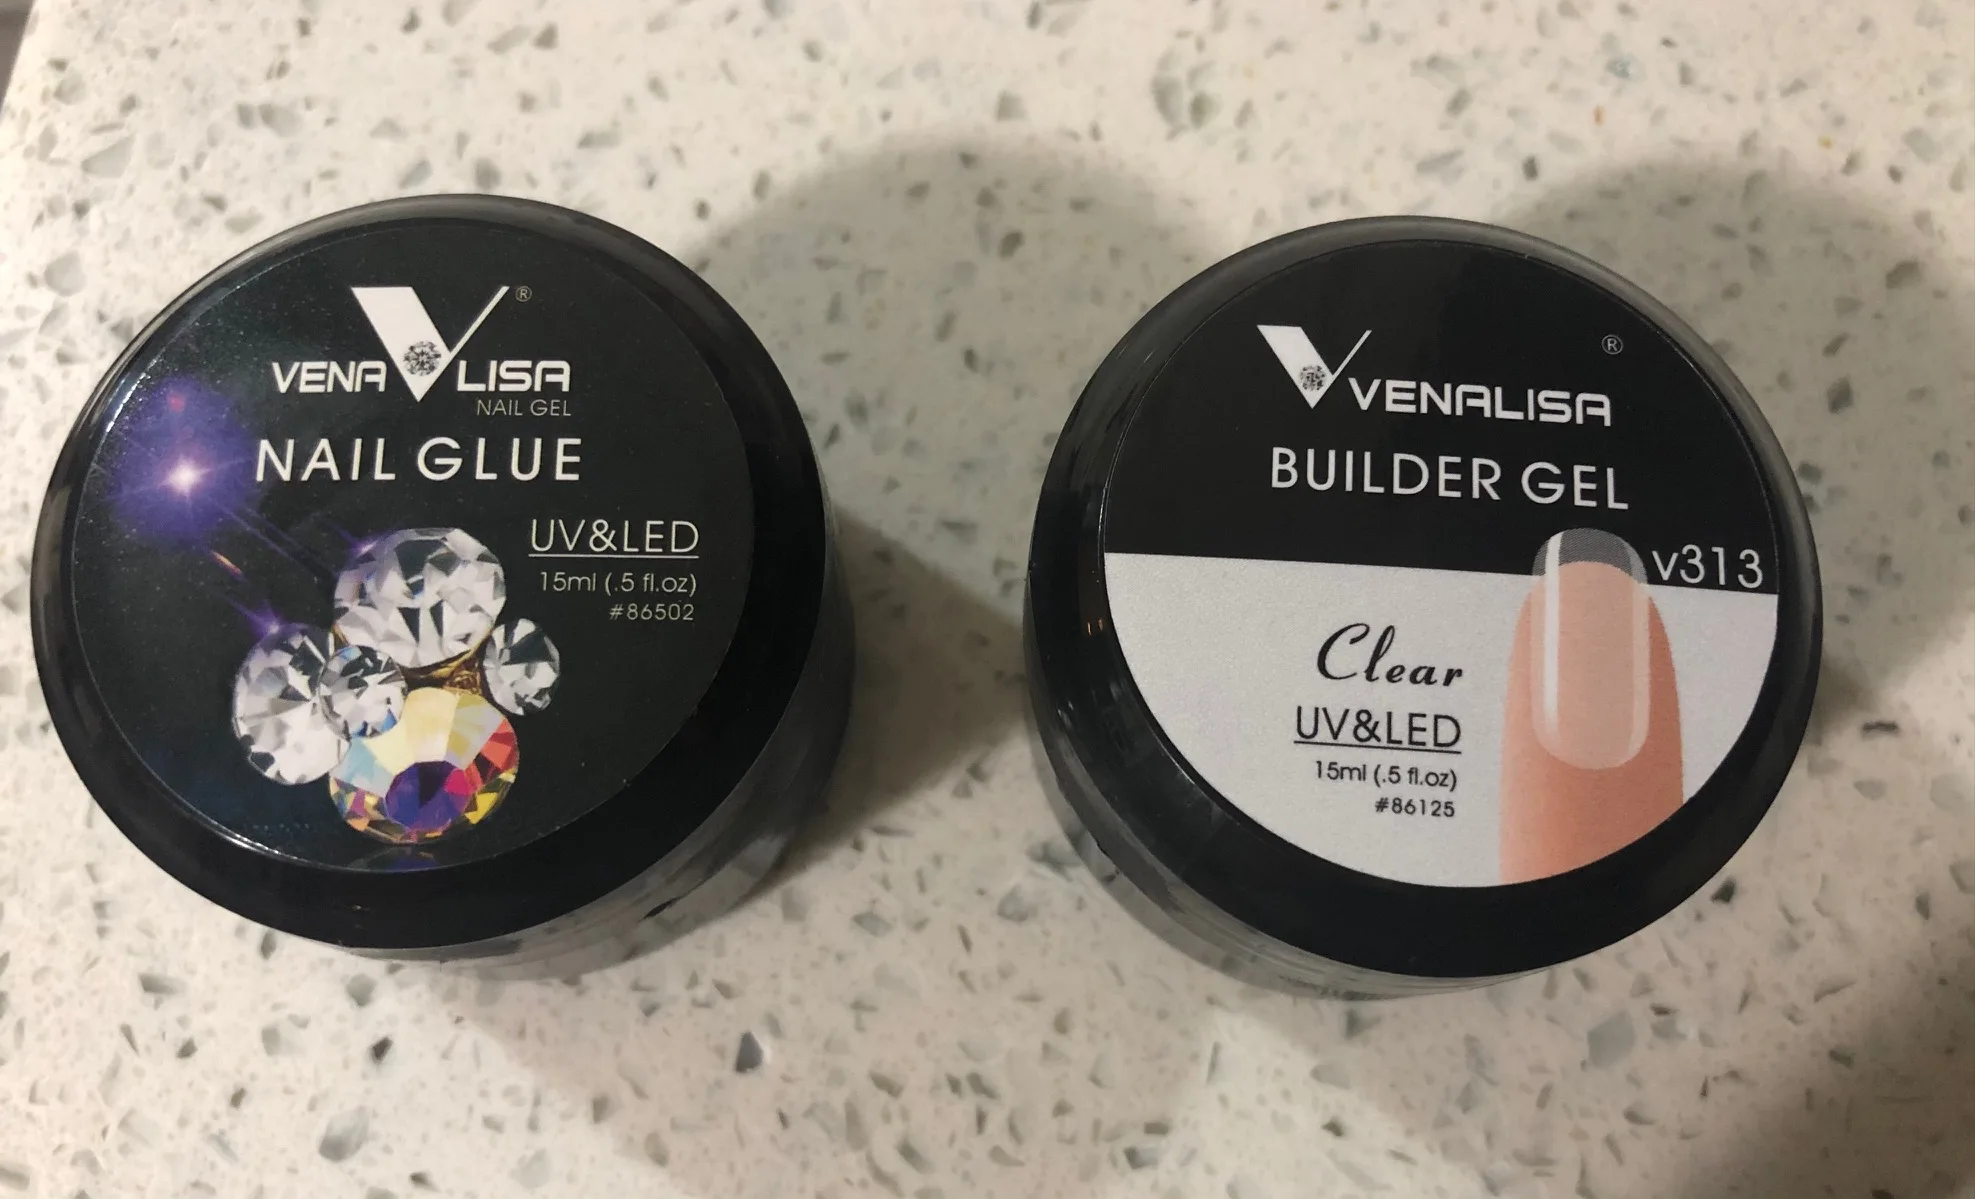 VENA LISA ®
NAIL GEL
NAIL GLUE
UV&LED
15ml (.5 fl.oz)
#86502
VENALISA ®
BUILDER GEL
v313
Clear
UV&LED
15ml (.5 fl.oz)
#86125